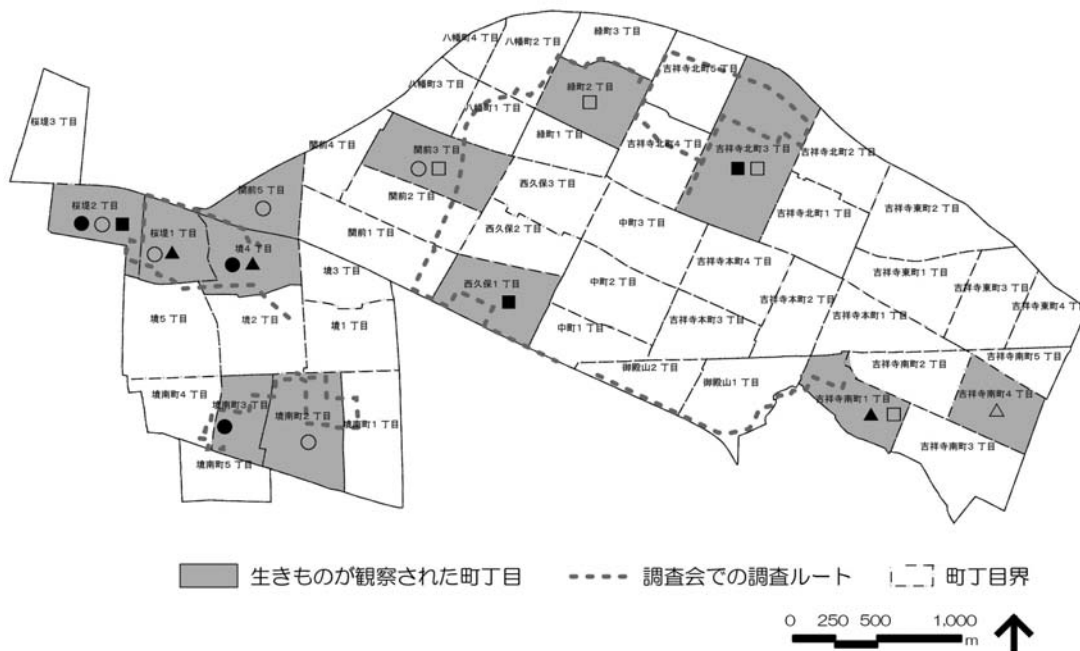 八幡町4 丁目
八幡町2 丁目
緑町3 丁目
吉祥寺北町5 丁目
八幡町3 丁目
緑町2 丁目
桜堤3 丁目
八幡町1 丁目
緑町1 丁目
関前4 丁目
関前3 丁目
吉祥寺北町4 丁目
吉祥寺北町3 丁目
吉祥寺北町2 丁目
関前5 丁目
関前2 丁目
西久保3 丁目
桜堤2 丁目
吉祥寺東町2 丁目
中町3 丁目
吉祥寺北町1 丁目
桜堤1 丁目
関前1 丁目
西久保2 丁目
境4 丁目
吉祥寺本町4 丁目
境3 丁目
吉祥寺東町1 丁目
西久保1 丁目
中町2 丁目
吉祥寺東町3 丁目
吉祥寺本町2 丁目
吉祥寺東町4 丁目
境5 丁目
境2 丁目
境1 丁目
中町1 丁目
吉祥寺本町3 丁目
吉祥寺本町1 丁目
吉祥寺南町5 丁目
御殿山2 丁目
吉祥寺南町2 丁目
御殿山1 丁目
境南町4 丁目
境南町3 丁目
吉祥寺南町4 丁目
吉祥寺南町1 丁目
境南町2 丁目
境南町1 丁目
吉祥寺南町3 丁目
境南町5 丁目
生きものが観察された町丁目
調査会での調査ルート
町丁目界
0 250 500 1,000
m